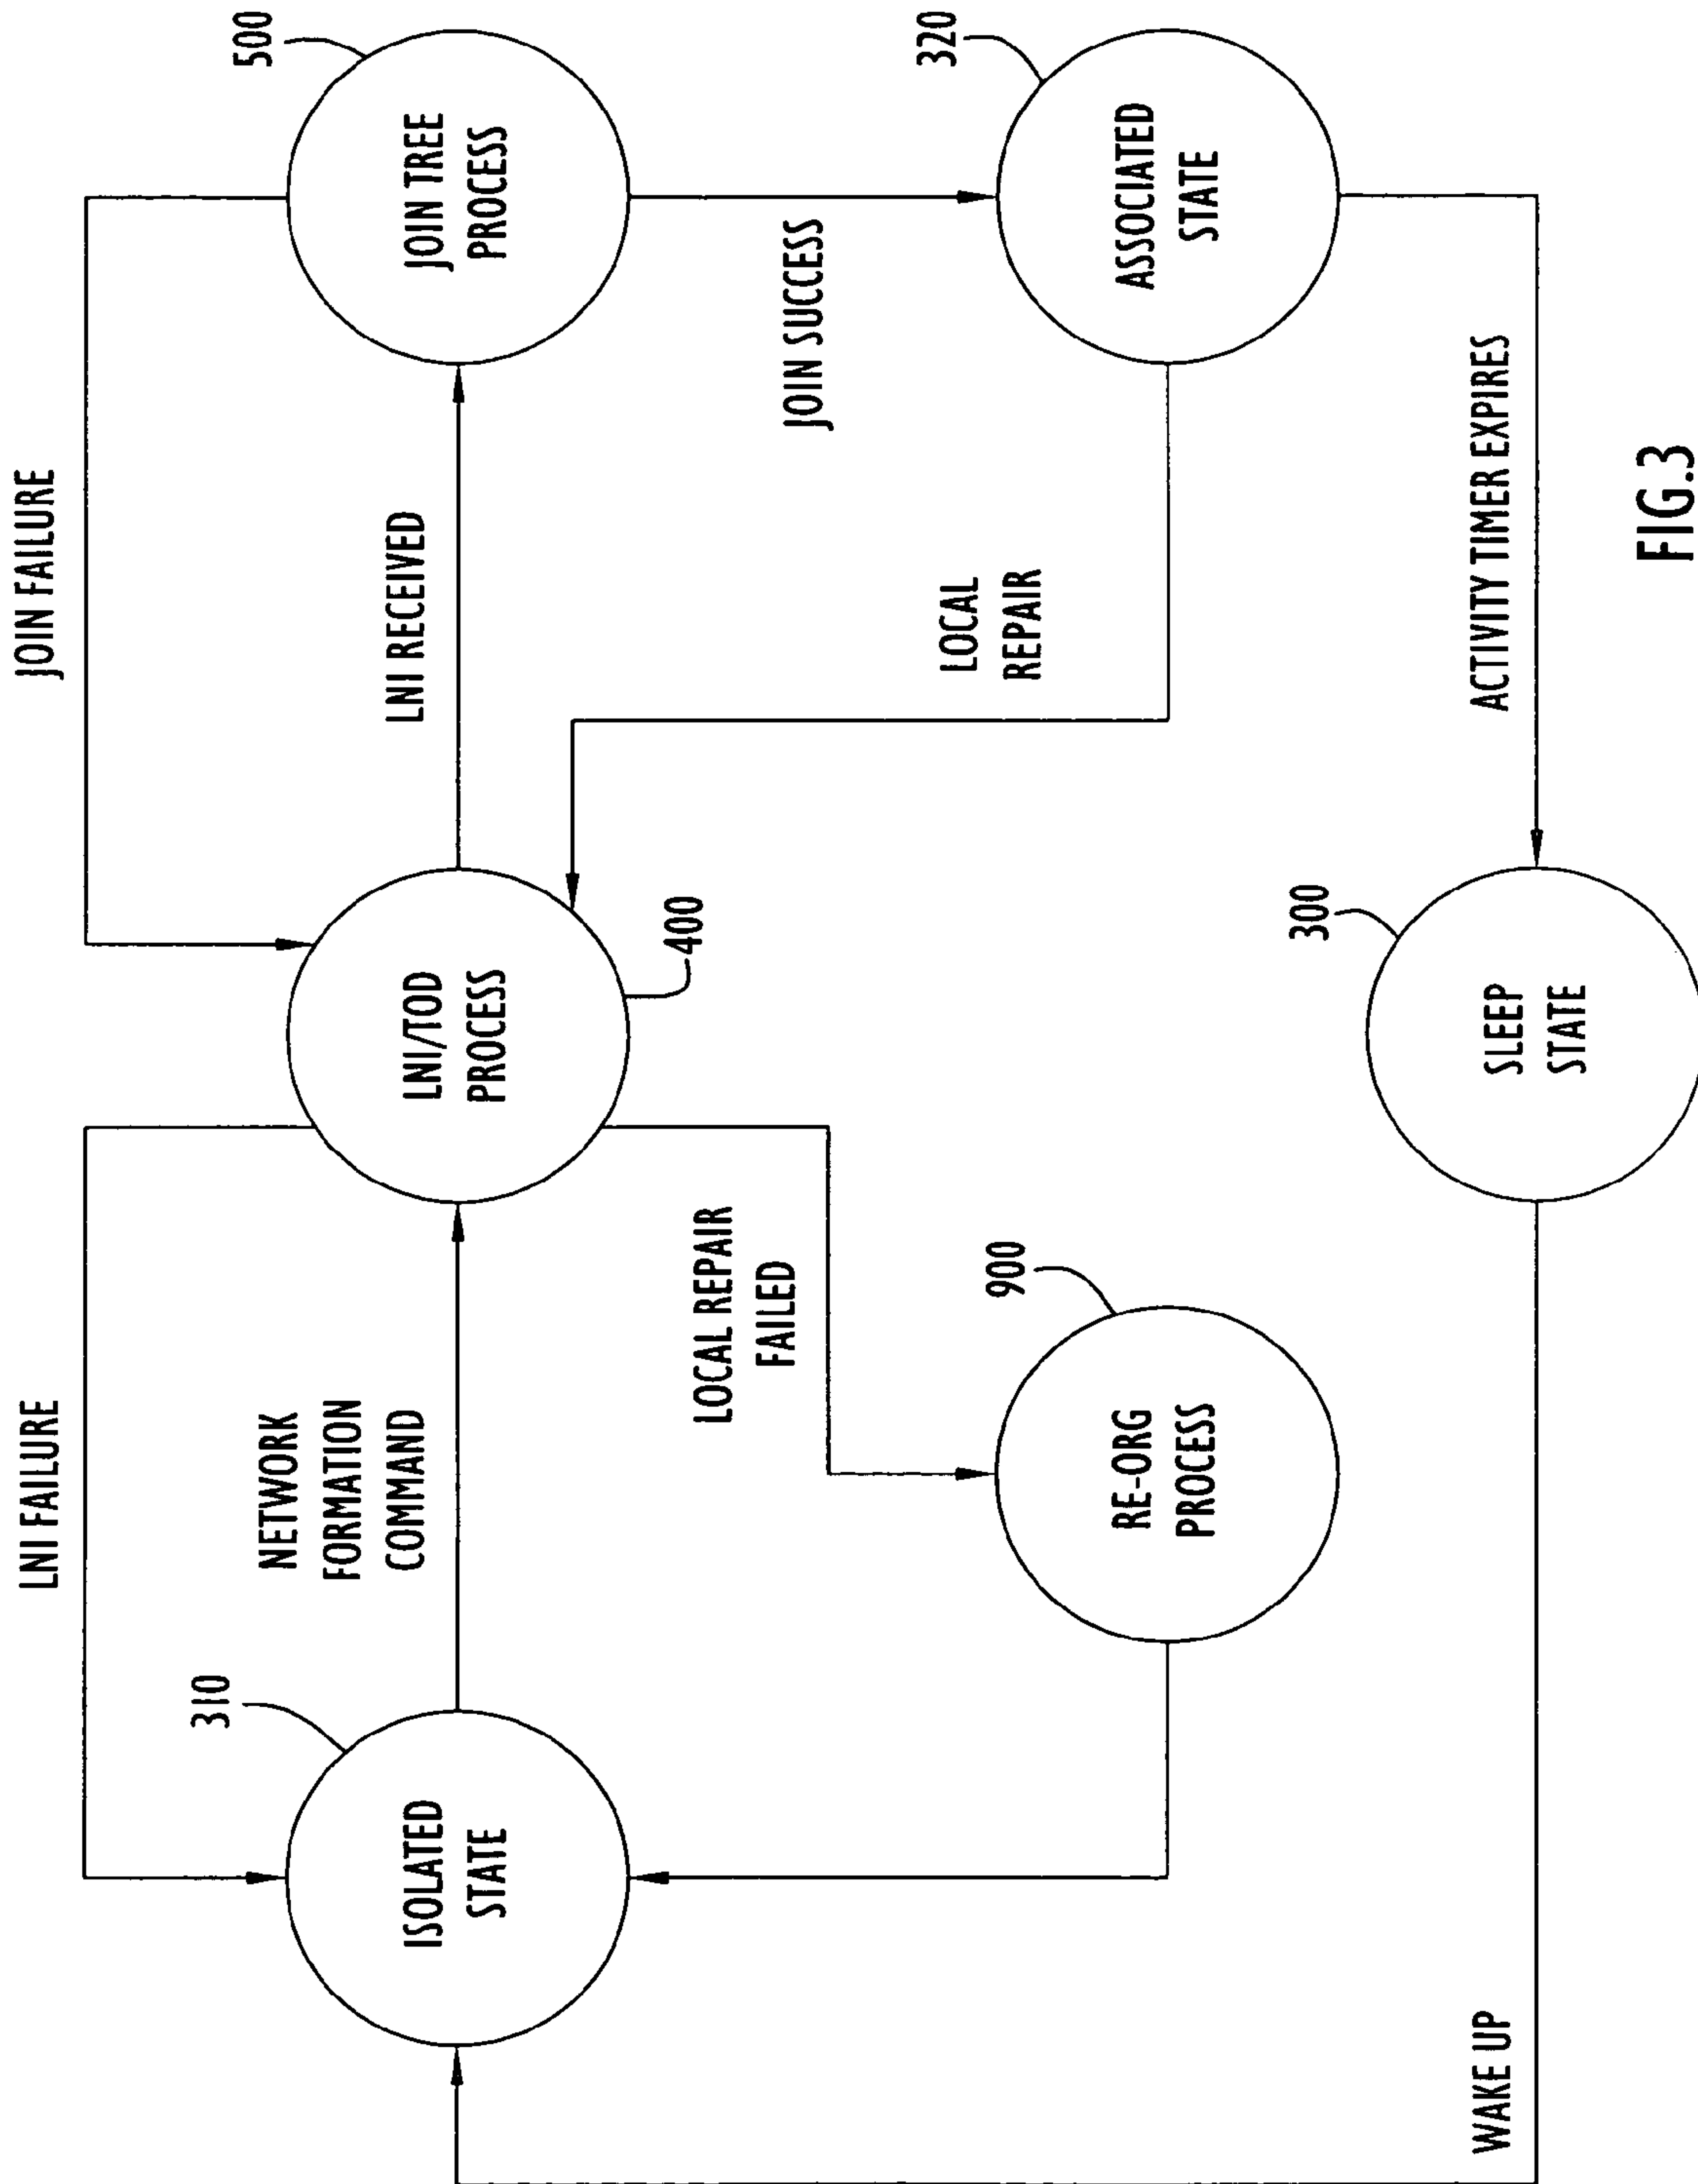 LNI FAILURE
JOIN FAILURE
310
500
NETWORK
FORMATION
COMMAND
LNI RECEIVED
ISOLATED
STATE
LNI/TOD
PROCESS
JOIN TREE
PROCESS
400
LOCAL REPAIR
FAILED
JOIN SUCCESS
900
320
LOCAL
REPAIR
RE-ORG
PROCESS
ASSOCIATED
STATE
300
WAKE UP
SLEEP
STATE
ACTIVITY TIMER EXPIRES
FIG.3